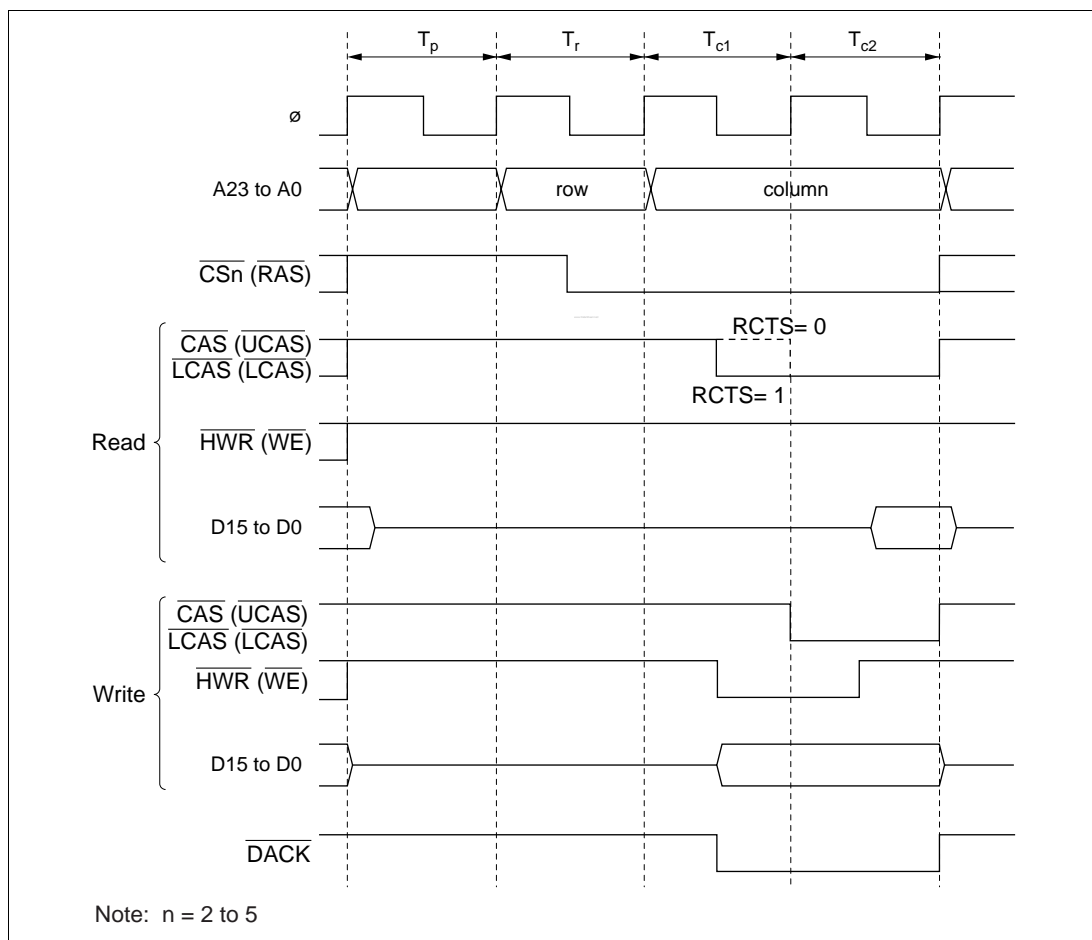 Tp Tr Tc1 Tc2
ø
A23 to A0 row column
CSn (RAS)
RCTS= 0
CAS (UCAS)
LCAS (LCAS)
RCTS= 1
Read
HWR (WE)
D15 to D0
CAS (UCAS)
LCAS (LCAS)
HWR (WE)
Write
D15 to D0
DACK
Note: n = 2 to 5